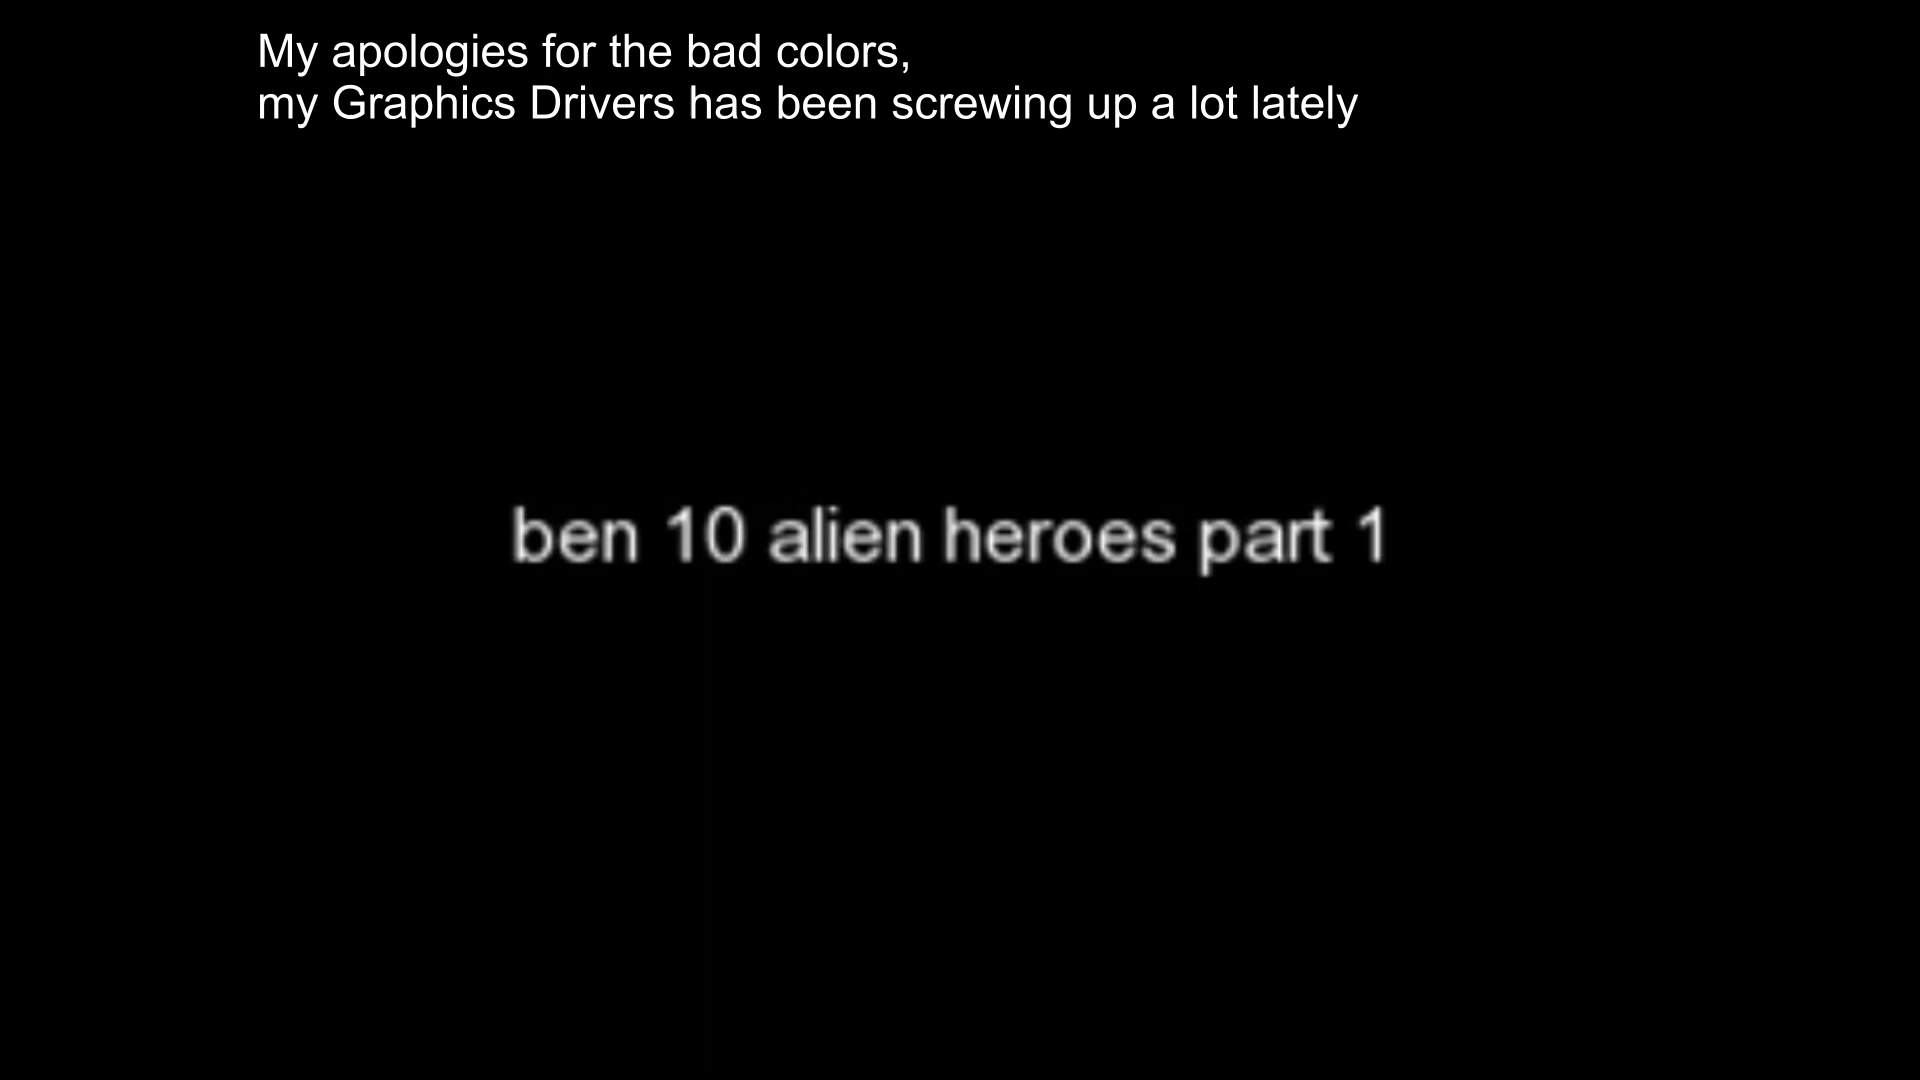 My apologies for the bad colors,
my Graphics Drivers has been screwing up a lot lately
ben 10 alien heroes part 1